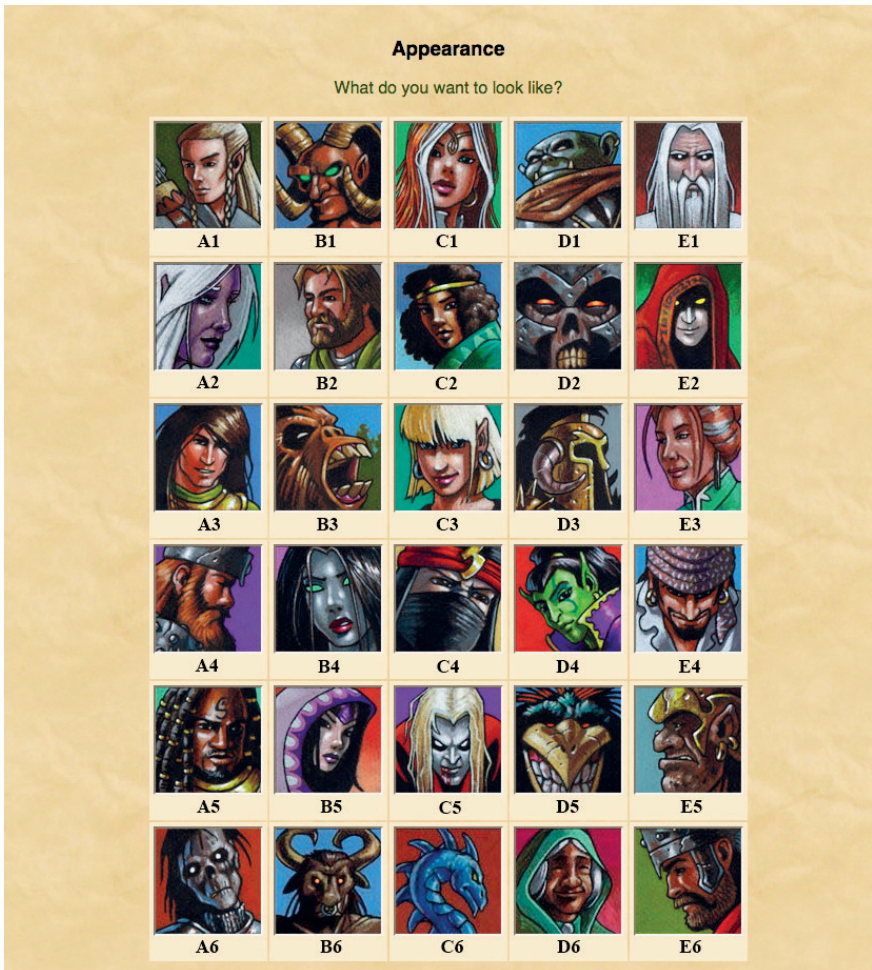 Appearance
What do you want to look like?
A1 B1 C1 D1 E1
A2 B2 C2 D2 E2
A3 B3 C3 D3 E3
A4 B4 C4 D4 E4
A5 B5 C5 D5 E5
A6 B6 C6 D6 E6